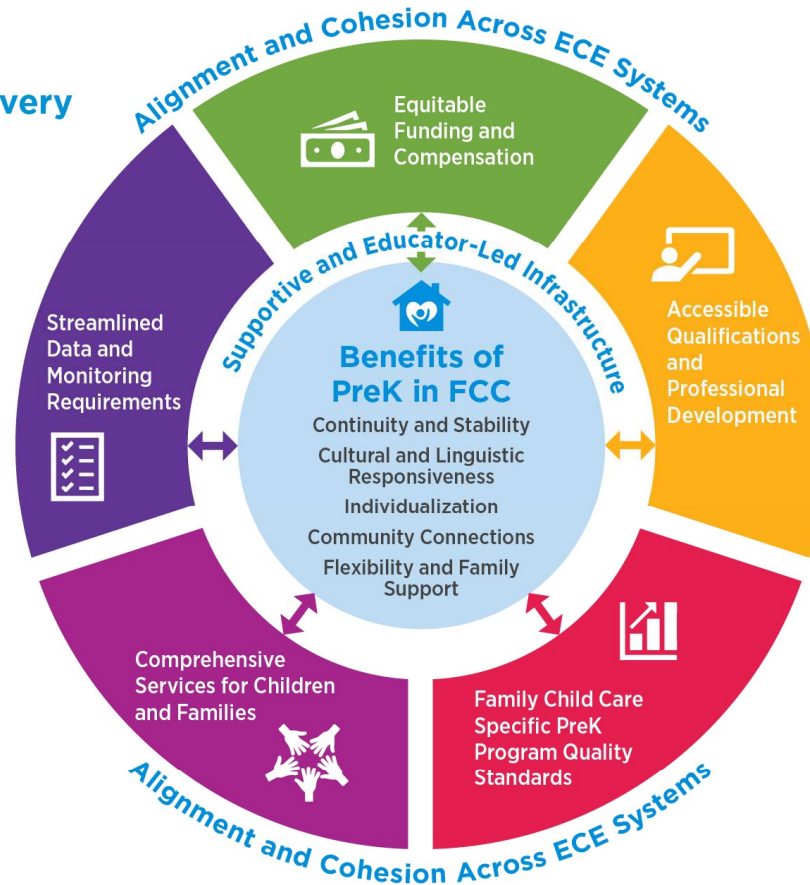 very
Alignment and Cohesion Across ECE Systems
Equitable
Funding and
Compensation
Accessible
Qualifications
and
Professional
Development
Streamlined
Data and
Monitoring
Requirements
Supportive and Educator-Led Infrastructure
Benefits of
PreK in FCC
Continuity and Stability
Cultural and Linguistic
Responsiveness
Individualization
Community Connections
Flexibility and Family
Support
Comprehensive
Services for Children
and Families
Family Child Care
Specific PreK
Program Quality
Standards
Alignment and Cohesion Across ECE Systems